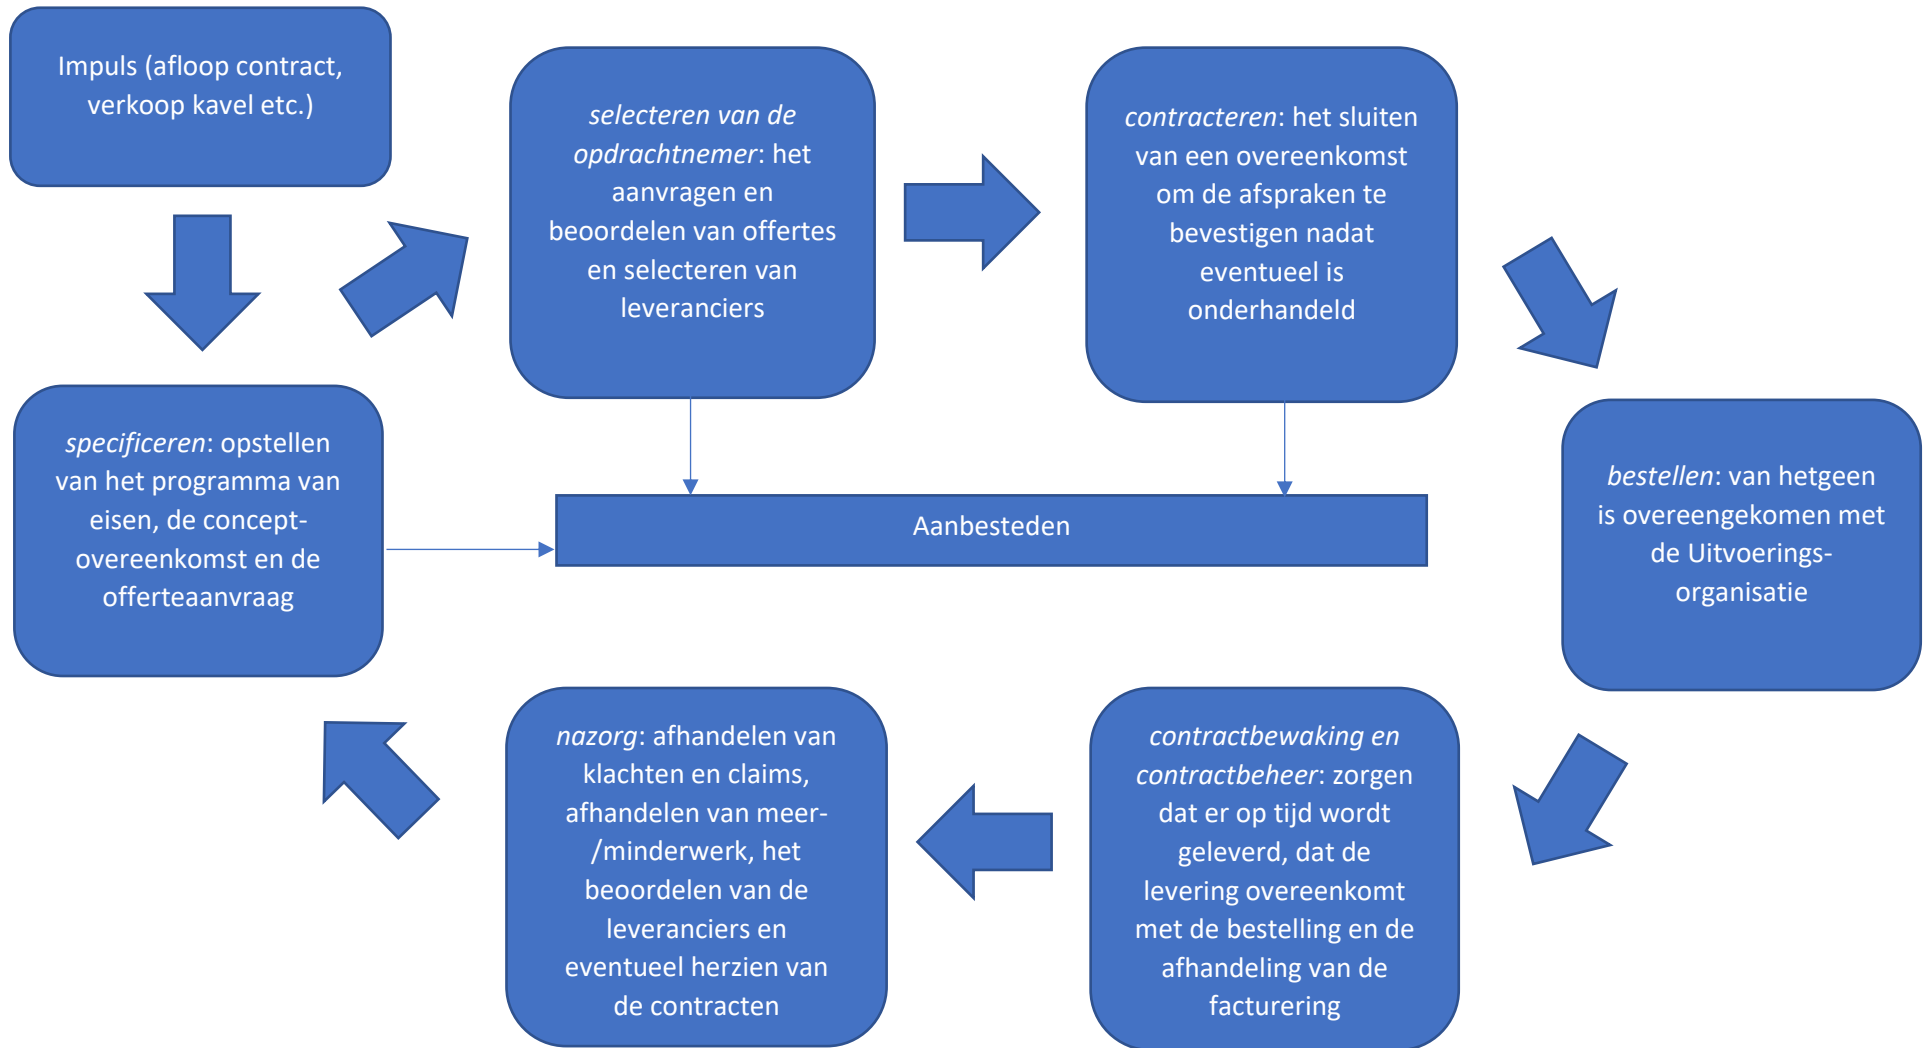 Impuls (afloop contract,
verkoop kavel etc.)
selecteren van de
opdrachtnemer: het
aanvragen en
beoordelen van offertes
en selecteren van
leveranciers
contracteren: het sluiten
van een overeenkomst
om de afspraken te
bevestigen nadat
eventueel is
onderhandeld
specificeren: opstellen
van het programma van
eisen, de concept-
overeenkomst en de
offerteaanvraag
Aanbesteden
bestellen: van hetgeen
is overeengekomen met
de Uitvoerings-
organisatie
nazorg: afhandelen van
klachten en claims,
afhandelen van meer-
/minderwerk, het
beoordelen van de
leveranciers en
eventueel herzien van
de contracten
contractbewaking en
contractbeheer: zorgen
dat er op tijd wordt
geleverd, dat de
levering overeenkomt
met de bestelling en de
afhandeling van de
facturering